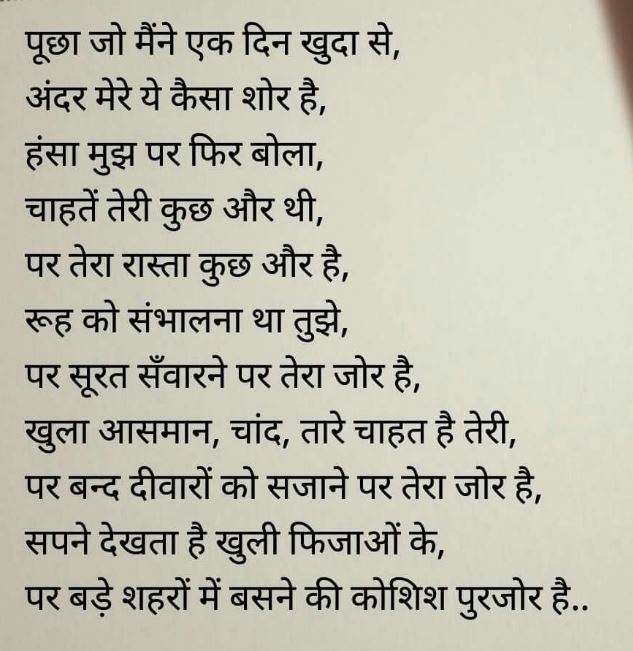 पूछा जो मैंने एक दिन खुदा से,
अंदर मेरे ये कैसा शोर है,
हंसा मुझ पर फिर बोला,
चाहतें तेरी कुछ और थी,
पर तेरा रास्ता कुछ और है,
रूह को संभालना था तुझे,
पर सूरत सँवारने पर तेरा जोर है,
खुला आसमान, चांद, तारे चाहत है तेरी,
पर बन्द दीवारों को सजाने पर तेरा जोर है,
सपने देखता है खुली फिजाओं के,
पर बड़े शहरों में बसने की कोशिश पुरजोर है..